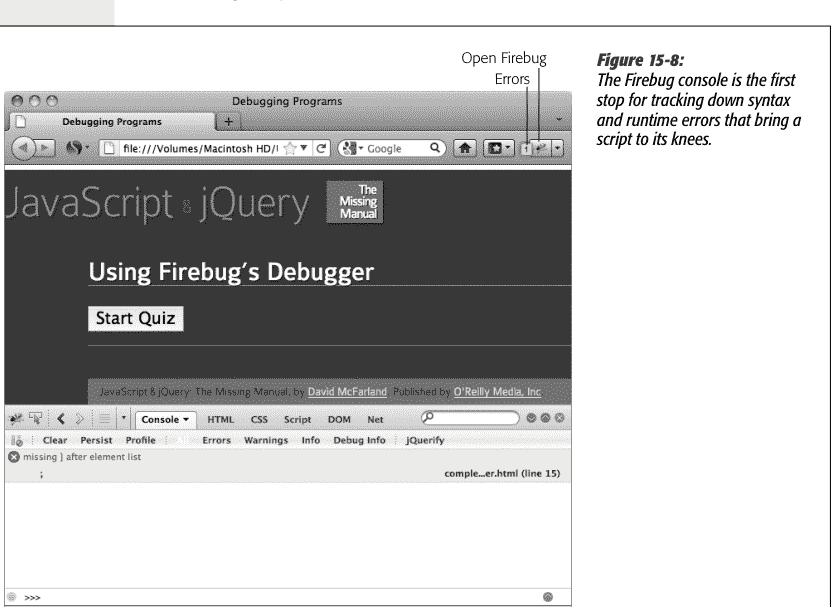 Open Firebug
Errors
Figure 15-8:
The Firebug console is the first
stop for tracking down syntax
and runtime errors that bring a
script to its knees.
Debugging Programs
Debugging Programs
+
file:///Volumes/Macintosh HD/
Google
1
JavaScript & jQuery
The
Missing
Manual
Using Firebug's Debugger
Start Quiz
JavaScript & jQuery: The Missing Manual, by David McFarland. Published by O'Reilly Media, Inc
Console HTML CSS Script DOM Net
Clear Persist Profile All Errors Warnings Info Debug Info jQuerify
missing ] after element list
;
comple...er.html (line 15)
>>>